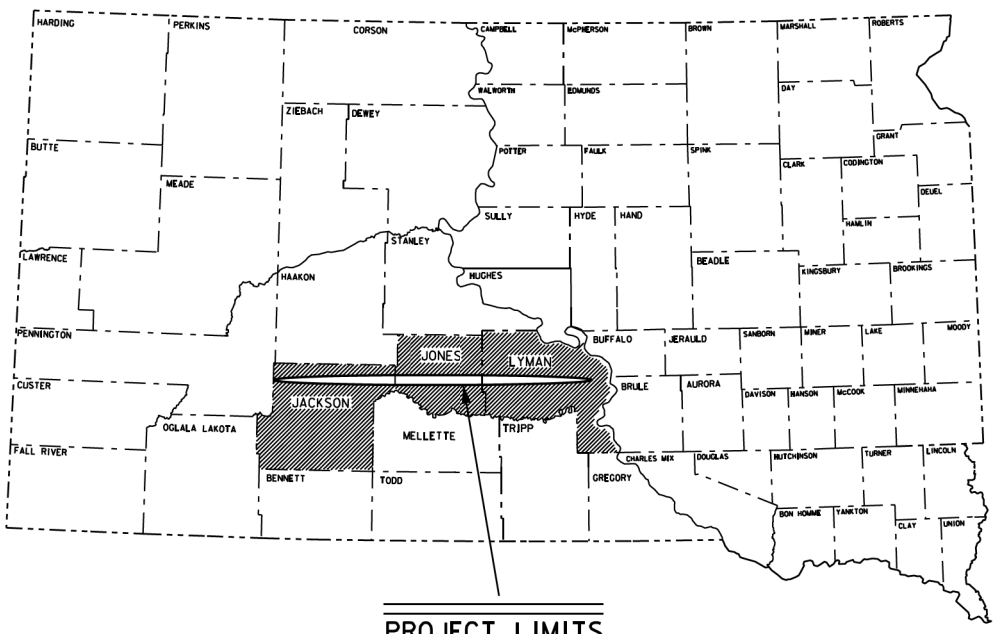 HARDING
PERKINS
CORSON
CAMPBELL
McPHERSON
BROWN
MARSHALL
ROBERTS
WALWORTH
EDMUNDS
DAY
ZIEBACH
DEWEY
GRANT
BUTTE
POTTER
FAULK
SPINK
CLARK
CODINGTON
MEADE
DEUEL
SULLY
HYDE
HAND
HAMLIN
STANLEY
LAWRENCE
BEADLE
HAAKON
HUGHES
KINGSBURY
BROOKINGS
PENNINGTON
BUFFALO
JERAULD
SANBORN
MINER
LAKE
MOODY
JONES
LYMAN
CUSTER
BRULE
AURORA
JACKSON
DAVISON
HANSON
McCOOK
MINNEHAHA
OGLALA LAKOTA
MELLETTE
TRIPP
FALL RIVER
CHARLES MIX
DOUGLAS
HUTCHINSON
TURNER
LINCOLN
BENNETT
TODD
GREGORY
BON HOMME
YANKTON
CLAY
UNION
PROJECT LIMITS